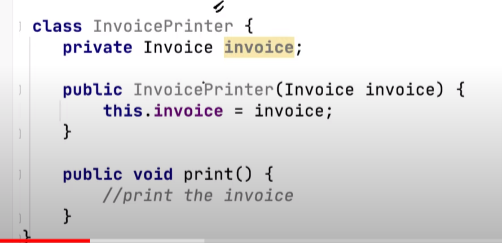 class InvoicePrinter {
private Invoice invoice;
public InvoicePrinter(Invoice invoice) {
this.invoice = invoice;
}
public void print() {
//print the invoice
}
}